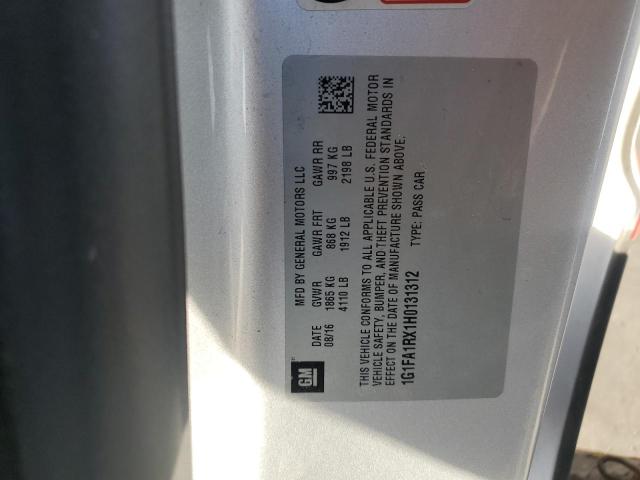 MFD BY GENERAL MOTORS LLC
DATE GVWR GAWR FRT GAWR RR
08/16 1865 KG 868 KG 997 KG
4110 LB 1912 LB 2198 LB
GM
THIS VEHICLE CONFORMS TO ALL APPLICABLE U.S. FEDERAL MOTOR
VEHICLE SAFETY, BUMPER, AND THEFT PREVENTION STANDARDS IN
EFFECT ON THE DATE OF MANUFACTURE SHOWN ABOVE.
1G1FA1RX1H0131312 TYPE: PASS CAR